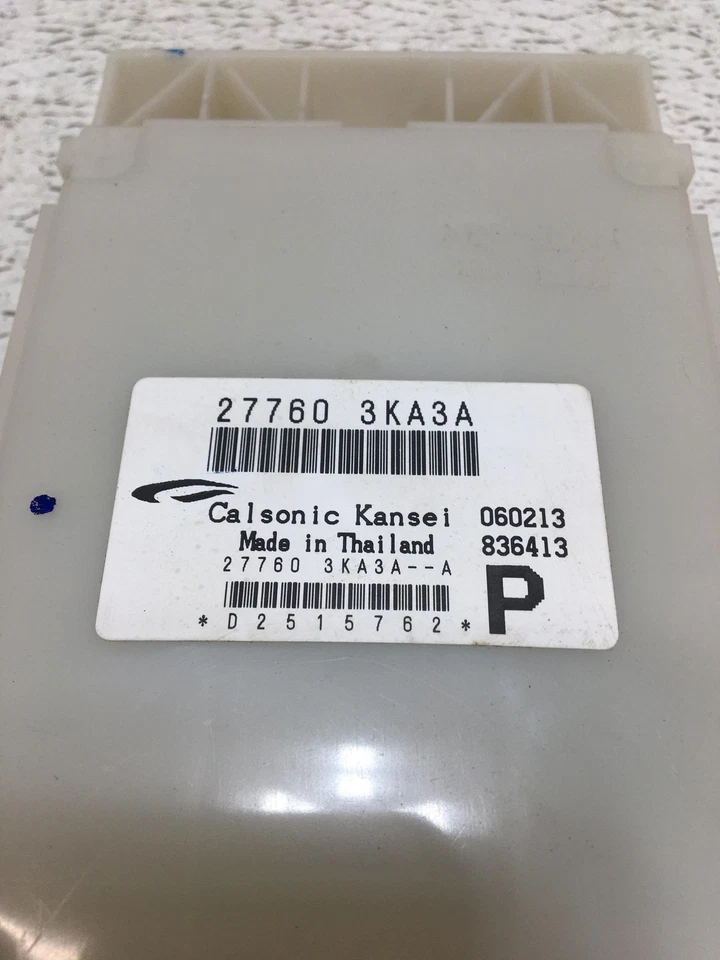 27760 3KA3A
Calsonic Kansei 060213
Made in Thailand 836413
27760 3KA3A--A
P
*D2515762*